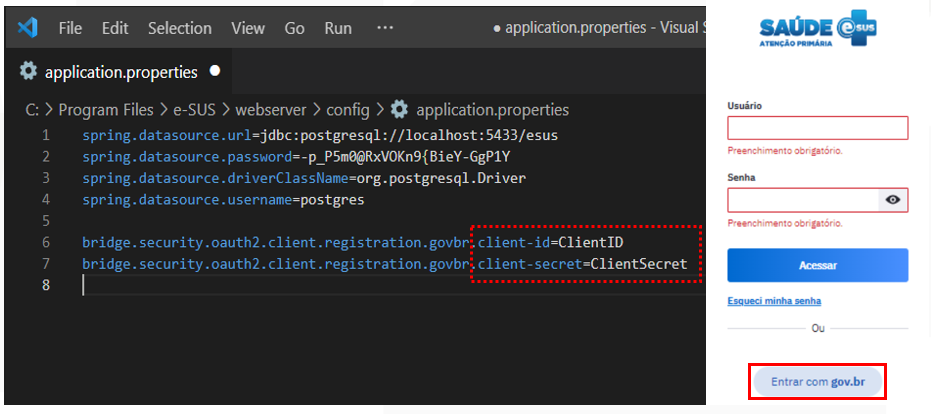 File Edit Selection View Go Run ··· ● application.properties - Visual S
application.properties ●
C: > Program Files > e-SUS > webserver > config > application.properties
1 spring.datasource.url=jdbc:postgresql://localhost:5433/esus
2 spring.datasource.password=-p_P5m0@RxVOKn9{BieY-GgP1Y
3 spring.datasource.driverClassName=org.postgresql.Driver
4 spring.datasource.username=postgres
5
6 bridge.security.oauth2.client.registration.govbr.client-id=ClientID
7 bridge.security.oauth2.client.registration.govbr.client-secret=ClientSecret
8
SAÚDE e-SUS
ATENÇÃO PRIMÁRIA
Usuário
Preenchimento obrigatório.
Senha
Preenchimento obrigatório.
Acessar
Esqueci minha senha
Ou
Entrar com gov.br